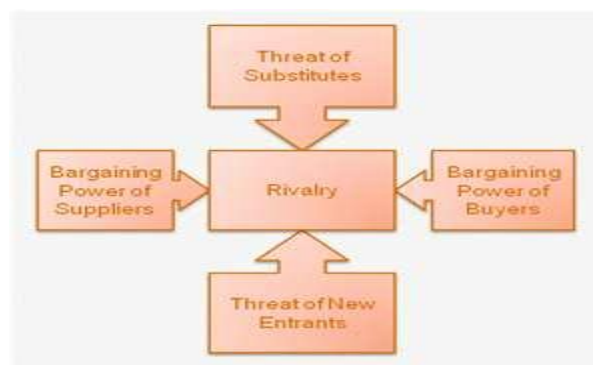 Threat of
Substitutes
Bargaining
Power of
Suppliers
Rivalry
Bargaining
Power of
Buyers
Threat of New
Entrants